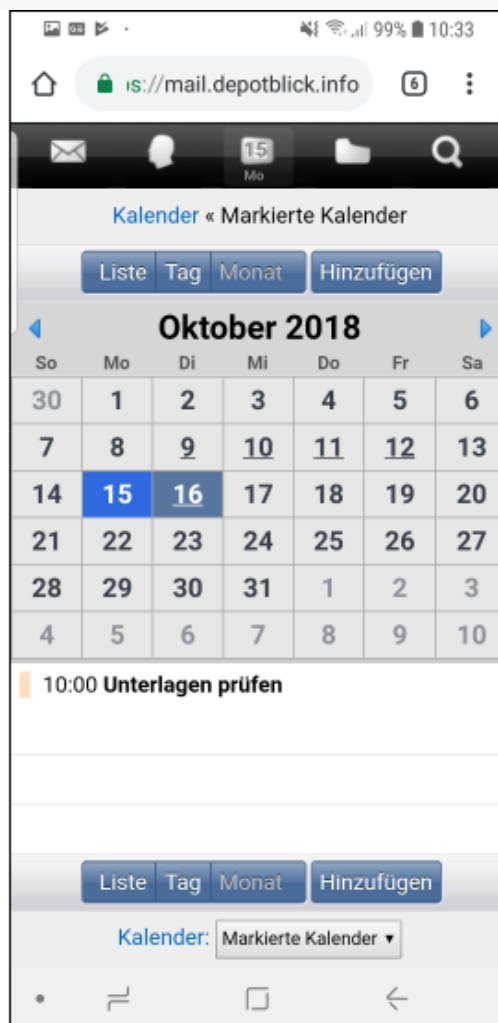 99% 10:33
s://mail.depotblick.info 6
15
Mo
Kalender « Markierte Kalender
Liste Tag Monat Hinzufügen
Oktober 2018
So Mo Di Mi Do Fr Sa
30 1 2 3 4 5 6
7 8 9 10 11 12 13
14 15 16 17 18 19 20
21 22 23 24 25 26 27
28 29 30 31 1 2 3
4 5 6 7 8 9 10
10:00 Unterlagen prüfen
Liste Tag Monat Hinzufügen
Kalender: Markierte Kalender